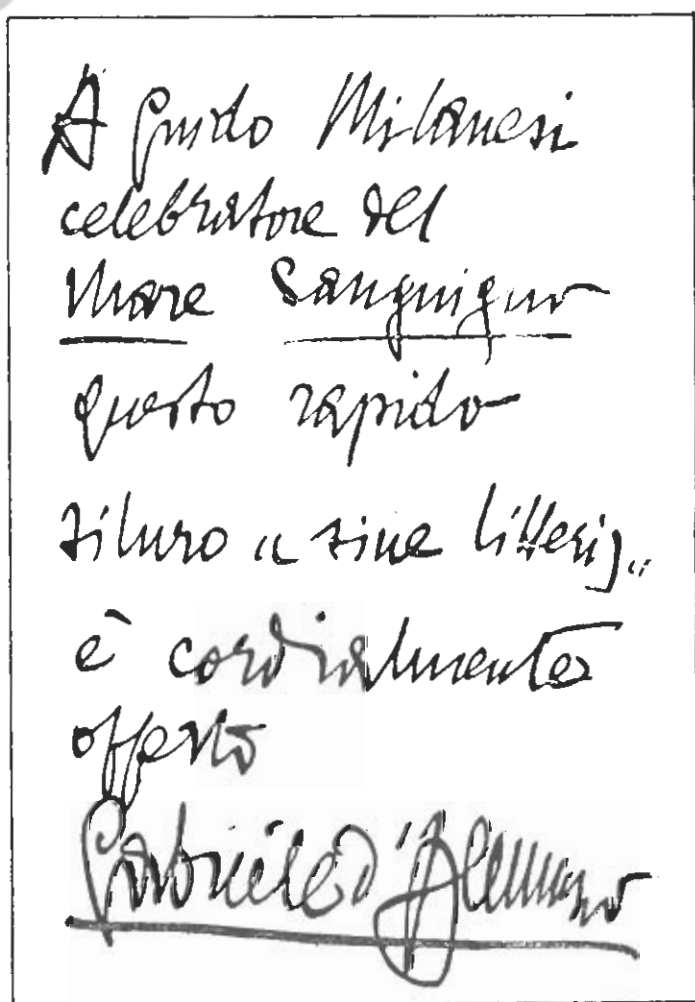 A Guido Milanesi
celebratore del
Mare Sanguigno
questo rapido
siluro « sine litteris »
è cordialmente
offerto
Gabriele d'Annunzio